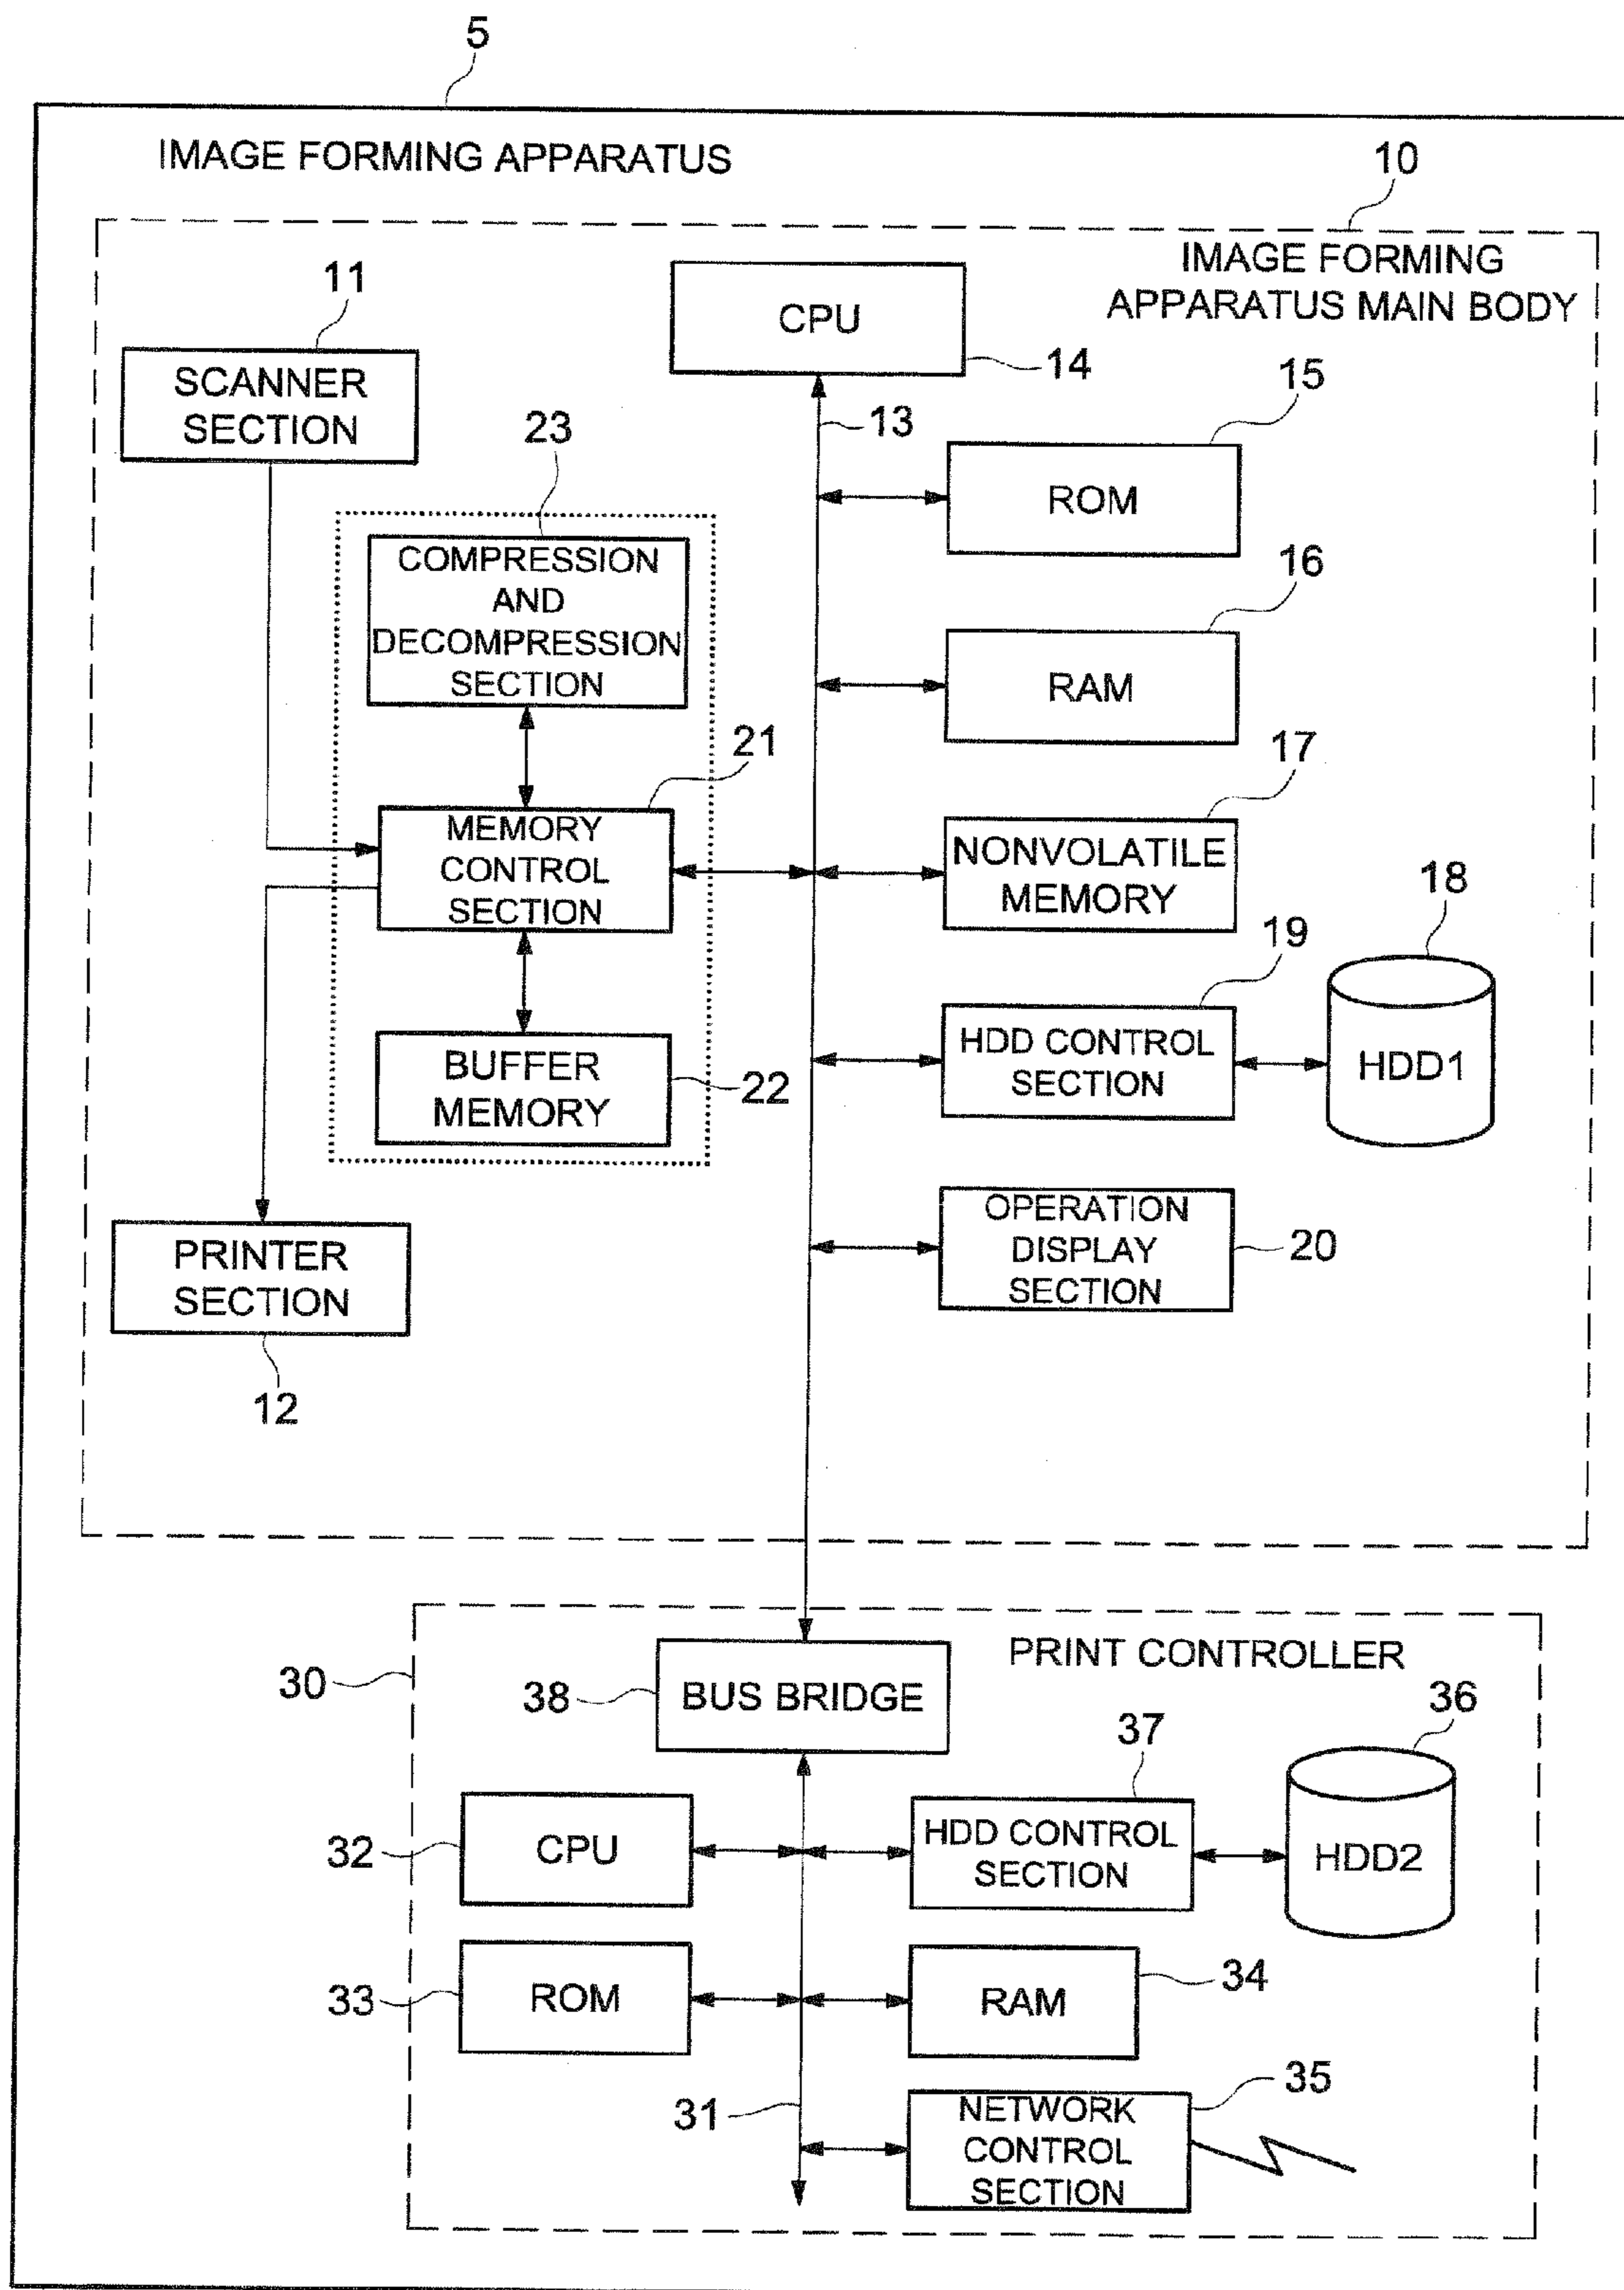 5
IMAGE FORMING APPARATUS
10
IMAGE FORMING
APPARATUS MAIN BODY
11
SCANNER
SECTION
CPU
14
13
15
ROM
23
COMPRESSION
AND
DECOMPRESSION
SECTION
16
RAM
21
MEMORY
CONTROL
SECTION
17
NONVOLATILE
MEMORY
18
HDD1
19
HDD CONTROL
SECTION
BUFFER
MEMORY
22
OPERATION
DISPLAY
SECTION
20
PRINTER
SECTION
12
30
PRINT CONTROLLER
38
BUS BRIDGE
37
HDD CONTROL
SECTION
36
HDD2
32
CPU
33
ROM
34
RAM
31
35
NETWORK
CONTROL
SECTION